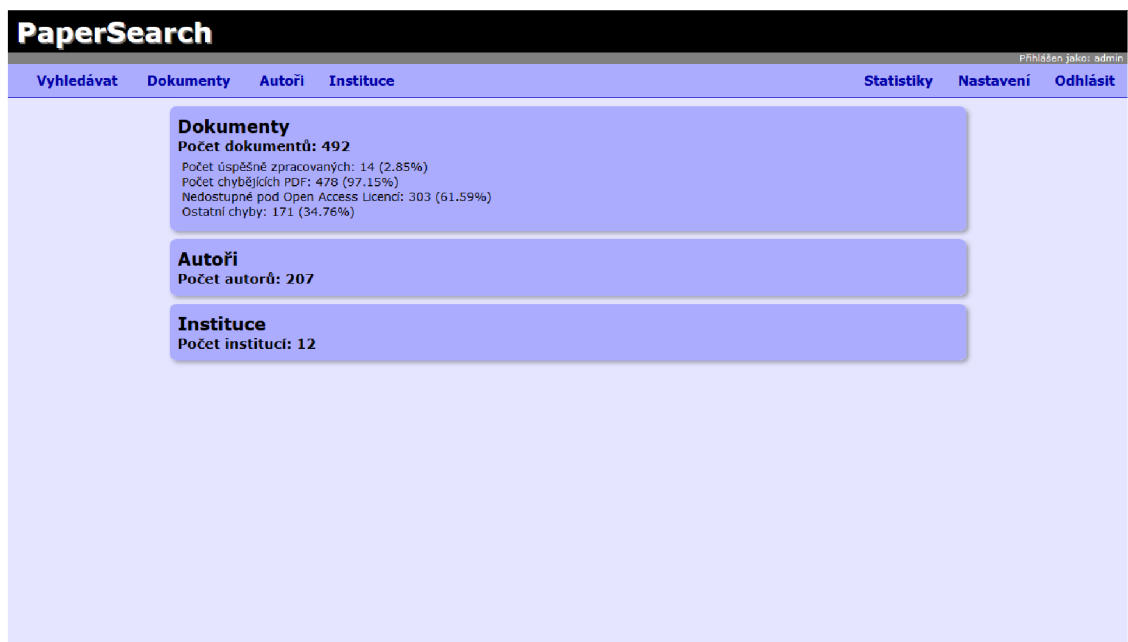 PaperSearch
Přihlášen jako: admin
Vyhledávat Dokumenty Autoři Instituce Statistiky Nastavení Odhlásit
Dokumenty
Počet dokumentů: 492
Počet úspěšně zpracovaných: 14 (2.85%)
Počet chybějících PDF: 478 (97.15%)
Nedostupné pod Open Access Licencí: 303 (61.59%)
Ostatní chyby: 171 (34.76%)
Autoři
Počet autorů: 207
Instituce
Počet institucí: 12